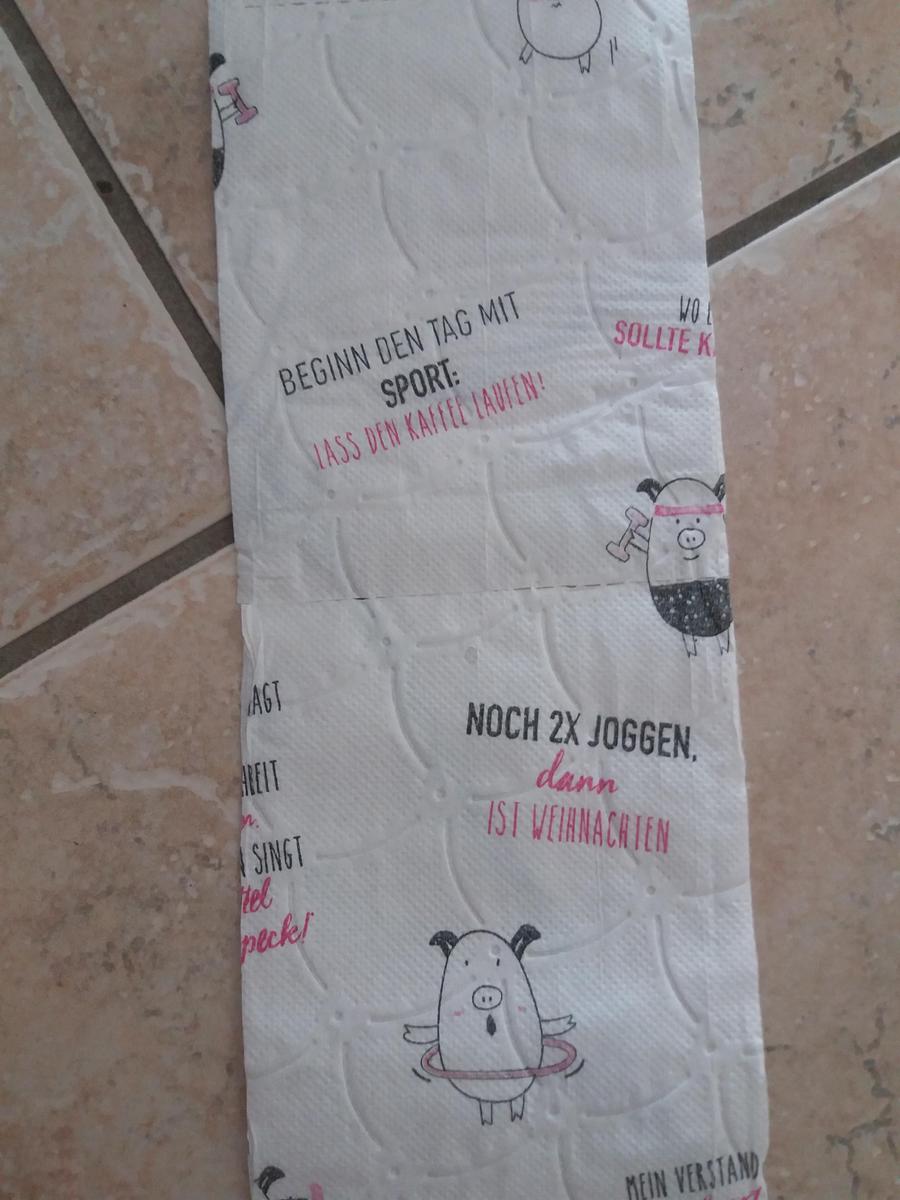 BEGINN DEN TAG MIT
SPORT:
LASS DEN KAFFEE LAUFEN!
WO
SOLLTE
NOCH 2X JOGGEN,
dann
IST WEIHNACHTEN
SINGT
MEIN VERSTAND